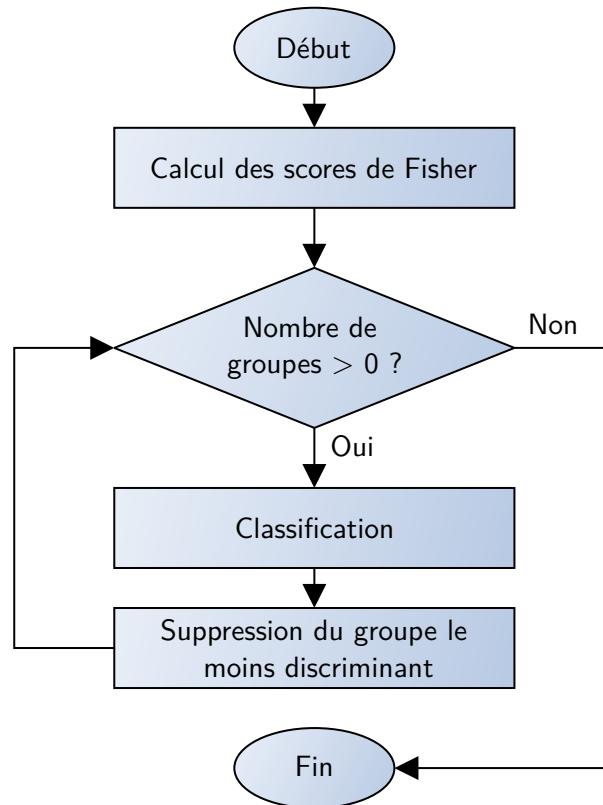 Début
Calcul des scores de Fisher
Nombre de
groupes > 0 ?
Non
Oui
Classification
Suppression du groupe le
moins discriminant
Fin